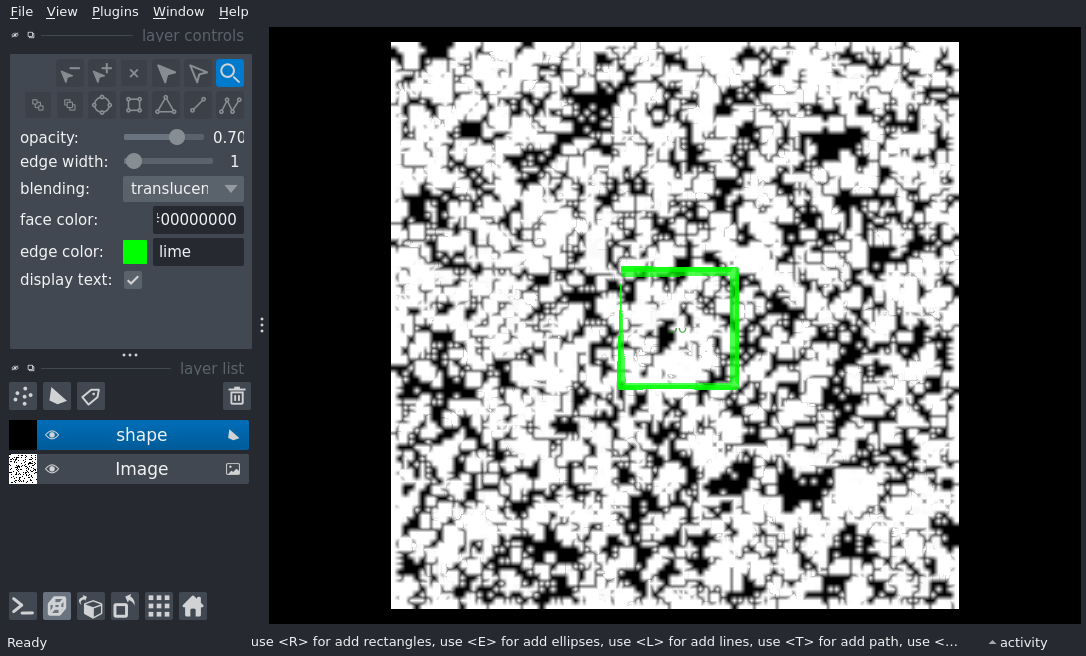 File View Plugins Window Help
layer controls
opacity: 0.70
edge width: 1
blending: translucen
face color: #00000000
edge color: lime
display text:
layer list
shape
Image
Ready use <R> for add rectangles, use <E> for add ellipses, use <L> for add lines, use <T> for add path, use <... activity